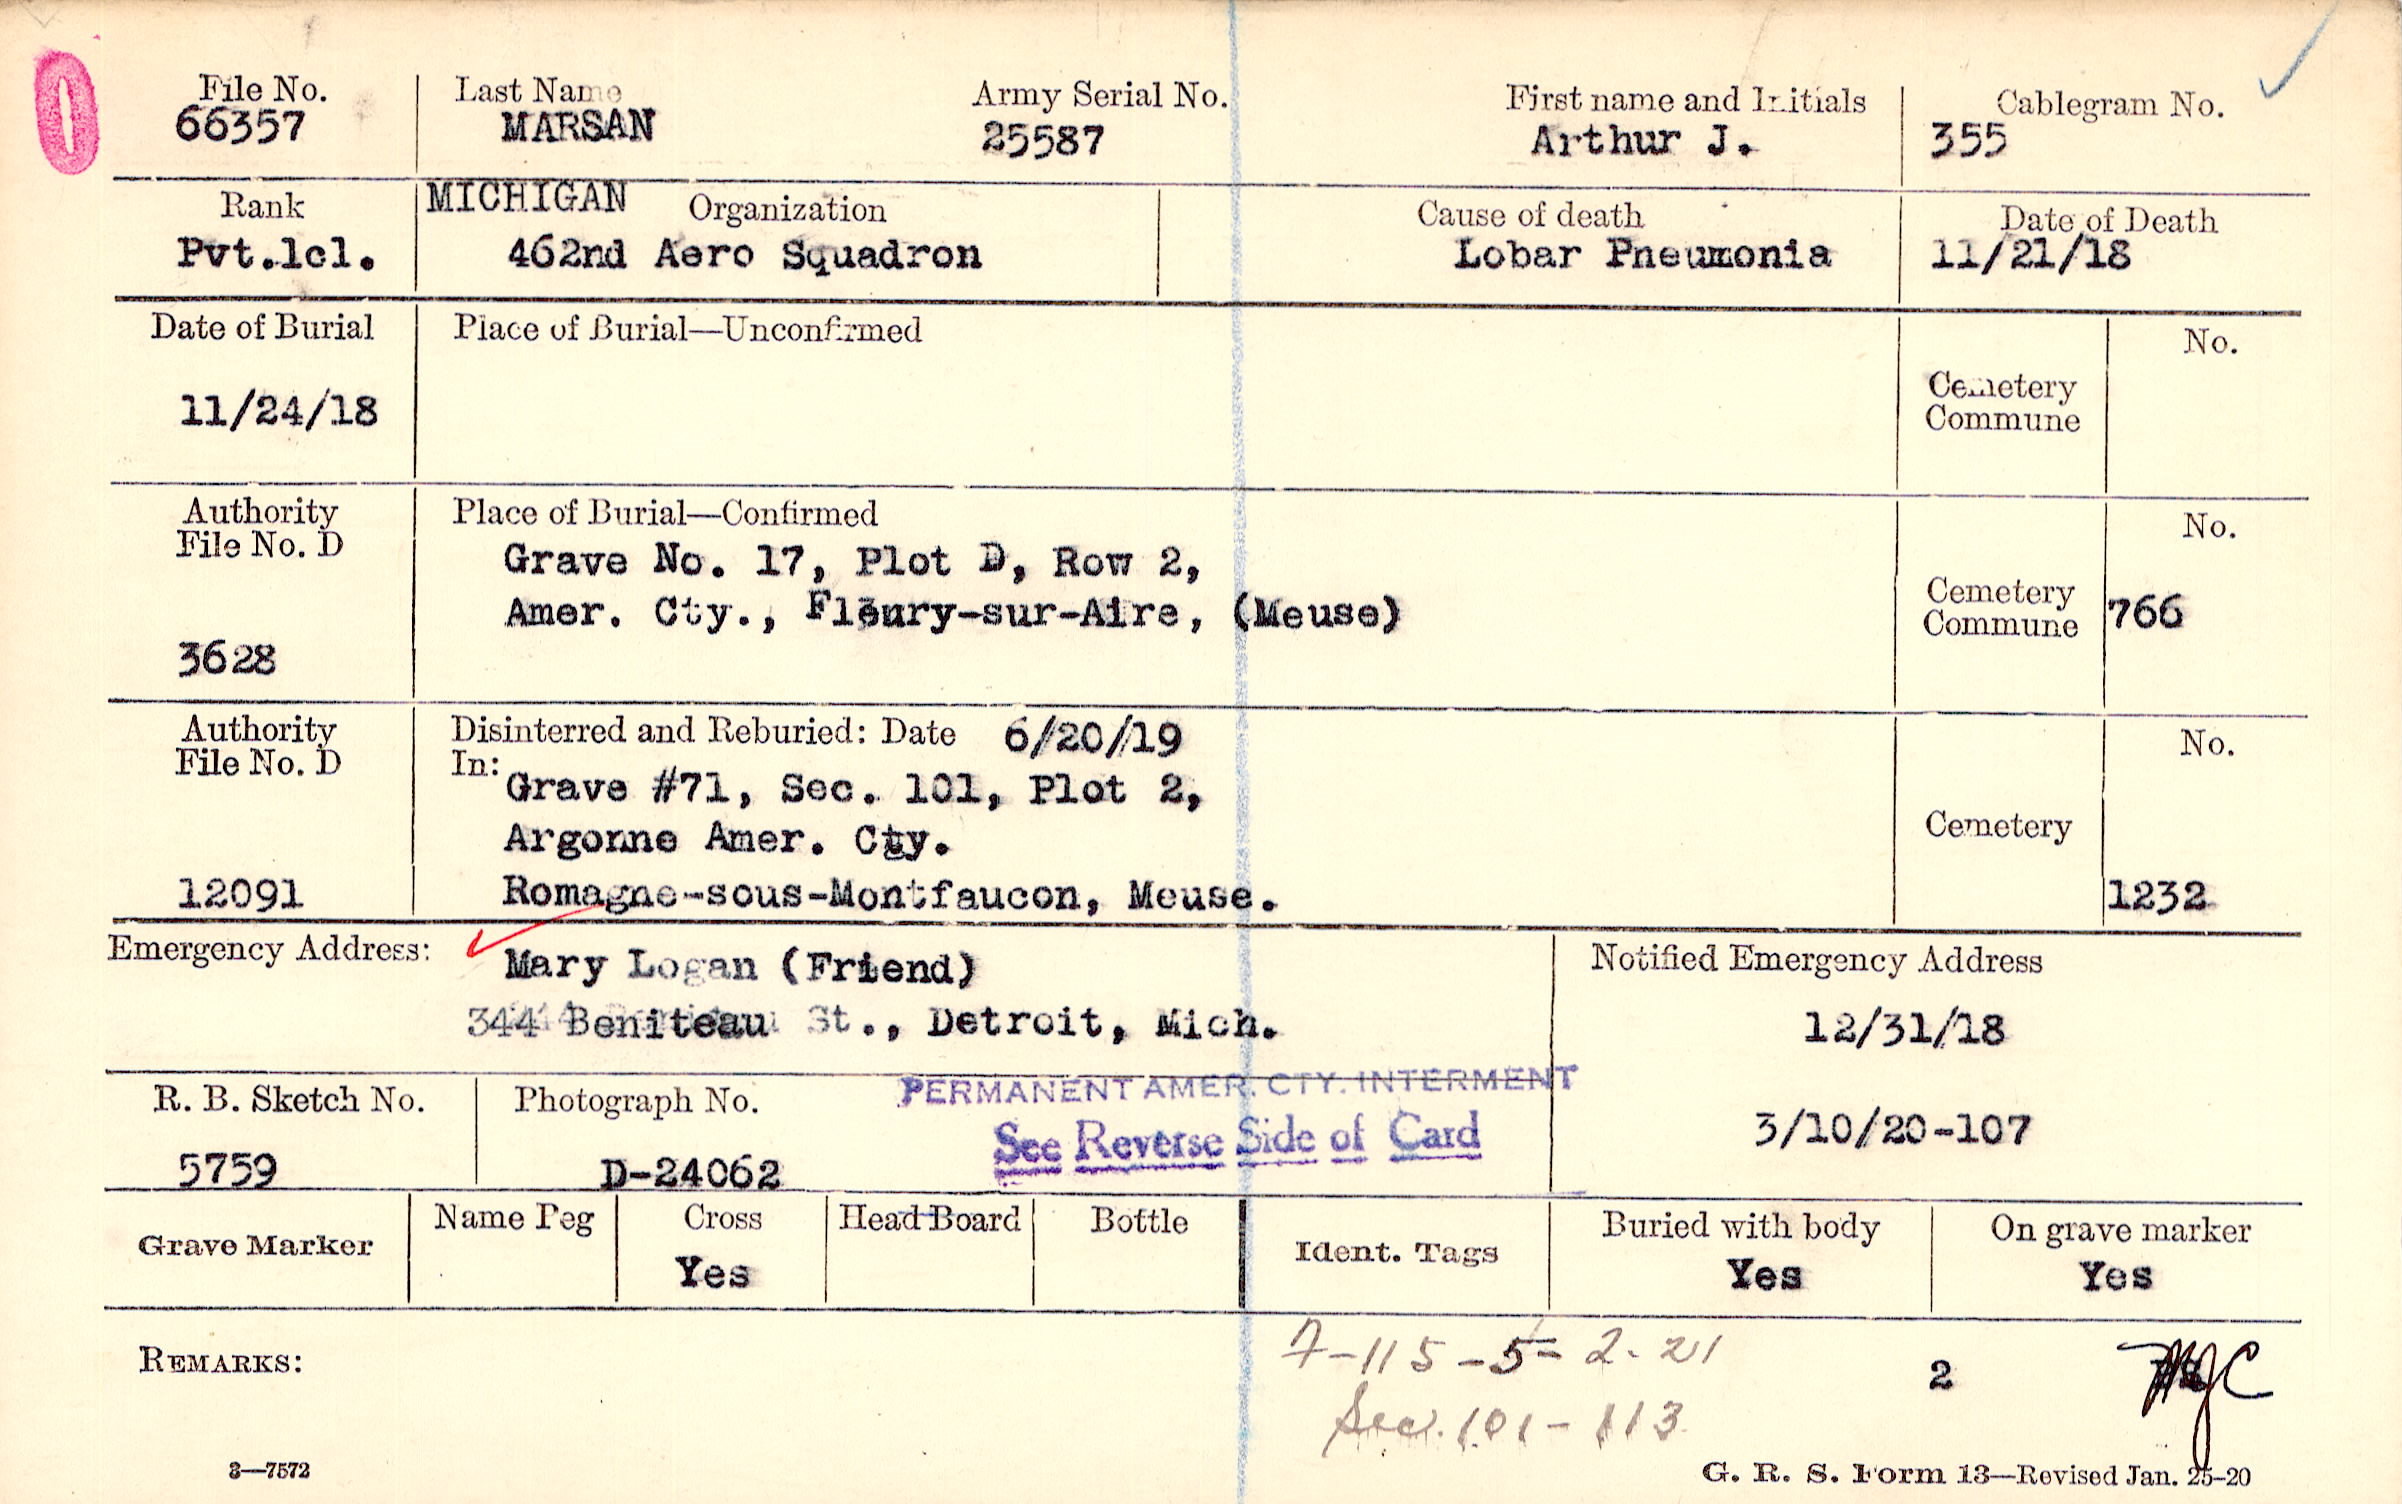 File No. Last Name Army Serial No. First name and Initials Cablegram No.
66357 MARSAN 25587 Arthur J. 355
Rank MICHIGAN Organization Cause of death Date of Death
Pvt.lcl. 462nd Aero Squadron Lobar Pneumonia 11/21/18
Date of Burial Place of Burial—Unconfirmed No.
11/24/18 Cemetery
Commune
Authority Place of Burial—Confirmed No.
File No. D Grave No. 17, Plot D, Row 2,
Amer. Cty., Fleury-sur-Aire, (Meuse) Cemetery
Commune 766
3628
Authority Disinterred and Reburied: Date 6/20/19 No.
File No. D In: Grave #71, Sec. 101, Plot 2,
Argonne Amer. Cty. Cemetery
12091 Romagne-sous-Montfaucon, Meuse. 1232
Emergency Address: Mary Logan (Friend) Notified Emergency Address
344 Beniteau St., Detroit, Mich. 12/31/18
R. B. Sketch No. Photograph No. PERMANENT AMER. CTY. INTERMENT
See Reverse Side of Card 3/10/20-107
5759 D-24062
Grave Marker Name Peg Cross Head Board Bottle Ident. Tags Buried with body On grave marker
Yes Yes Yes
REMARKS: 7-115-5-2-21 2 MJC
Sec. 101-113
3—7572 G. R. S. Form 13—Revised Jan. 25-20